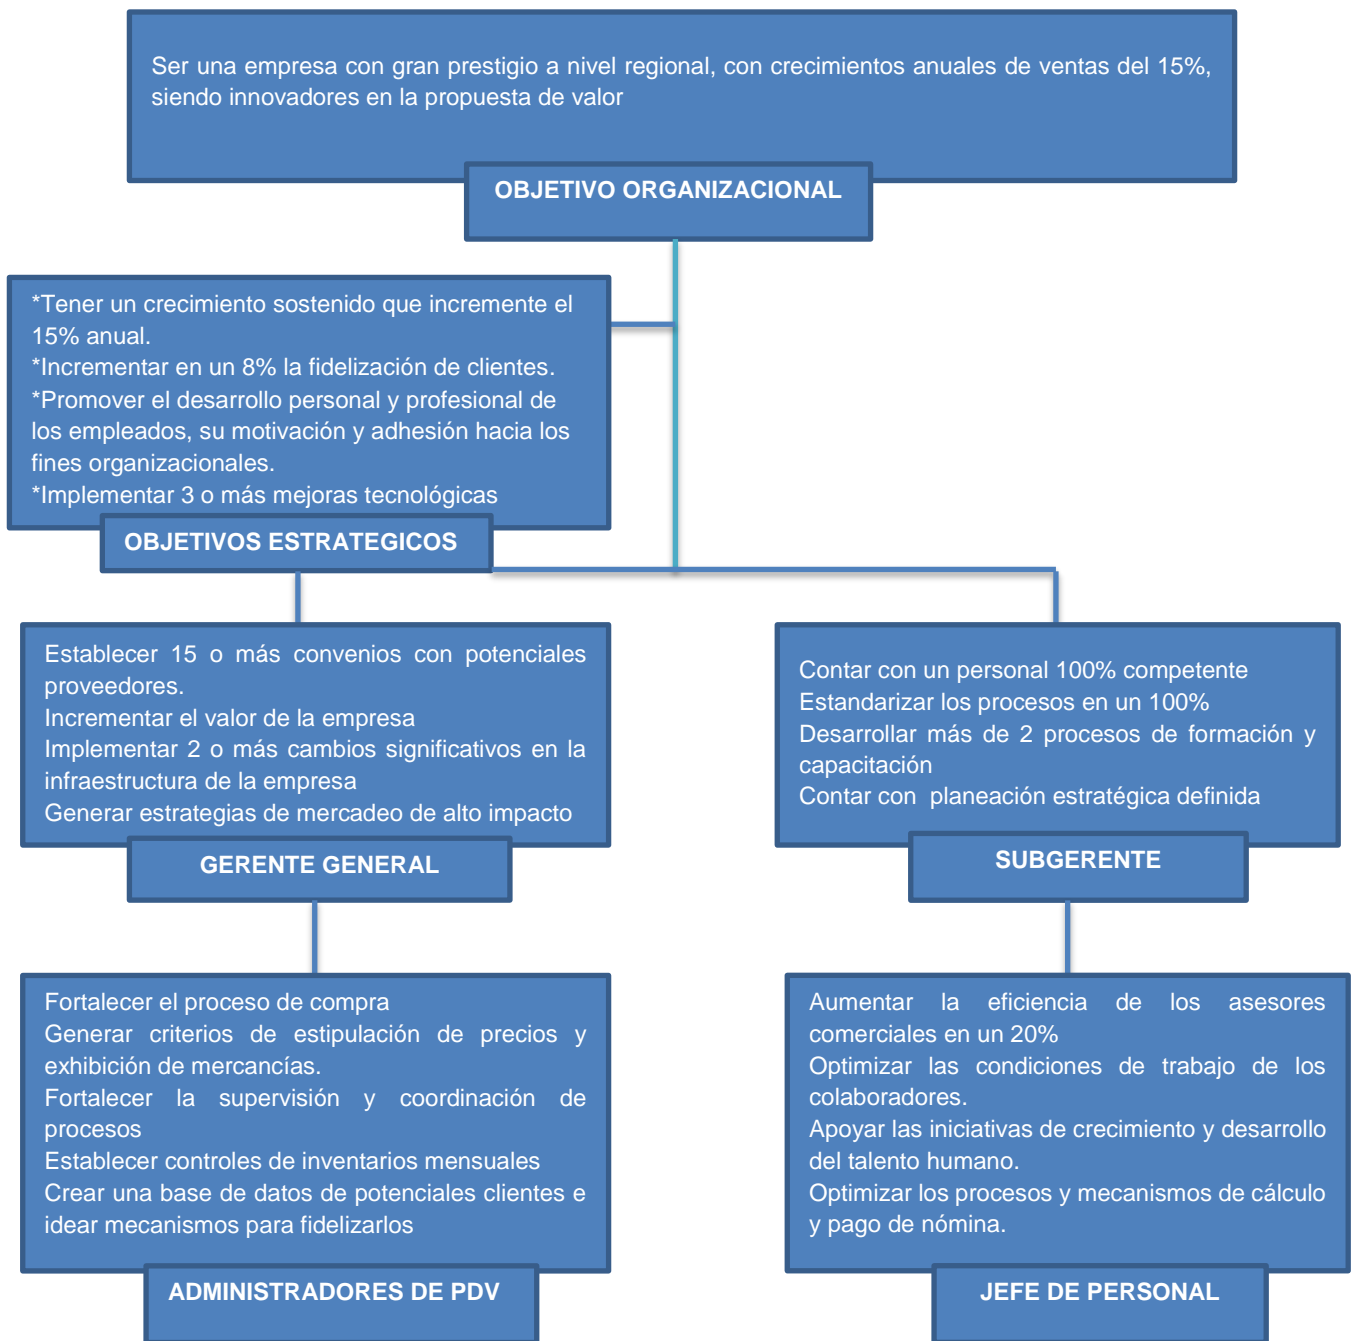 Ser una empresa con gran prestigio a nivel regional, con crecimientos anuales de ventas del 15%,
siendo innovadores en la propuesta de valor
OBJETIVO ORGANIZACIONAL
*Tener un crecimiento sostenido que incremente el
15% anual.
*Incrementar en un 8% la fidelización de clientes.
*Promover el desarrollo personal y profesional de
los empleados, su motivación y adhesión hacia los
fines organizacionales.
*Implementar 3 o más mejoras tecnológicas
OBJETIVOS ESTRATEGICOS
Establecer 15 o más convenios con potenciales
proveedores.
Incrementar el valor de la empresa
Implementar 2 o más cambios significativos en la
infraestructura de la empresa
Generar estrategias de mercadeo de alto impacto
GERENTE GENERAL
Contar con un personal 100% competente
Estandarizar los procesos en un 100%
Desarrollar más de 2 procesos de formación y
capacitación
Contar con  planeación estratégica definida
SUBGERENTE
Fortalecer el proceso de compra
Generar criterios de estipulación de precios y
exhibición de mercancías.
Fortalecer la supervisión y coordinación de
procesos
Establecer controles de inventarios mensuales
Crear una base de datos de potenciales clientes e
idear mecanismos para fidelizarlos
ADMINISTRADORES DE PDV
Aumentar la eficiencia de los asesores
comerciales en un 20%
Optimizar las condiciones de trabajo de los
colaboradores.
Apoyar las iniciativas de crecimiento y desarrollo
del talento humano.
Optimizar los procesos y mecanismos de cálculo
y pago de nómina.
JEFE DE PERSONAL